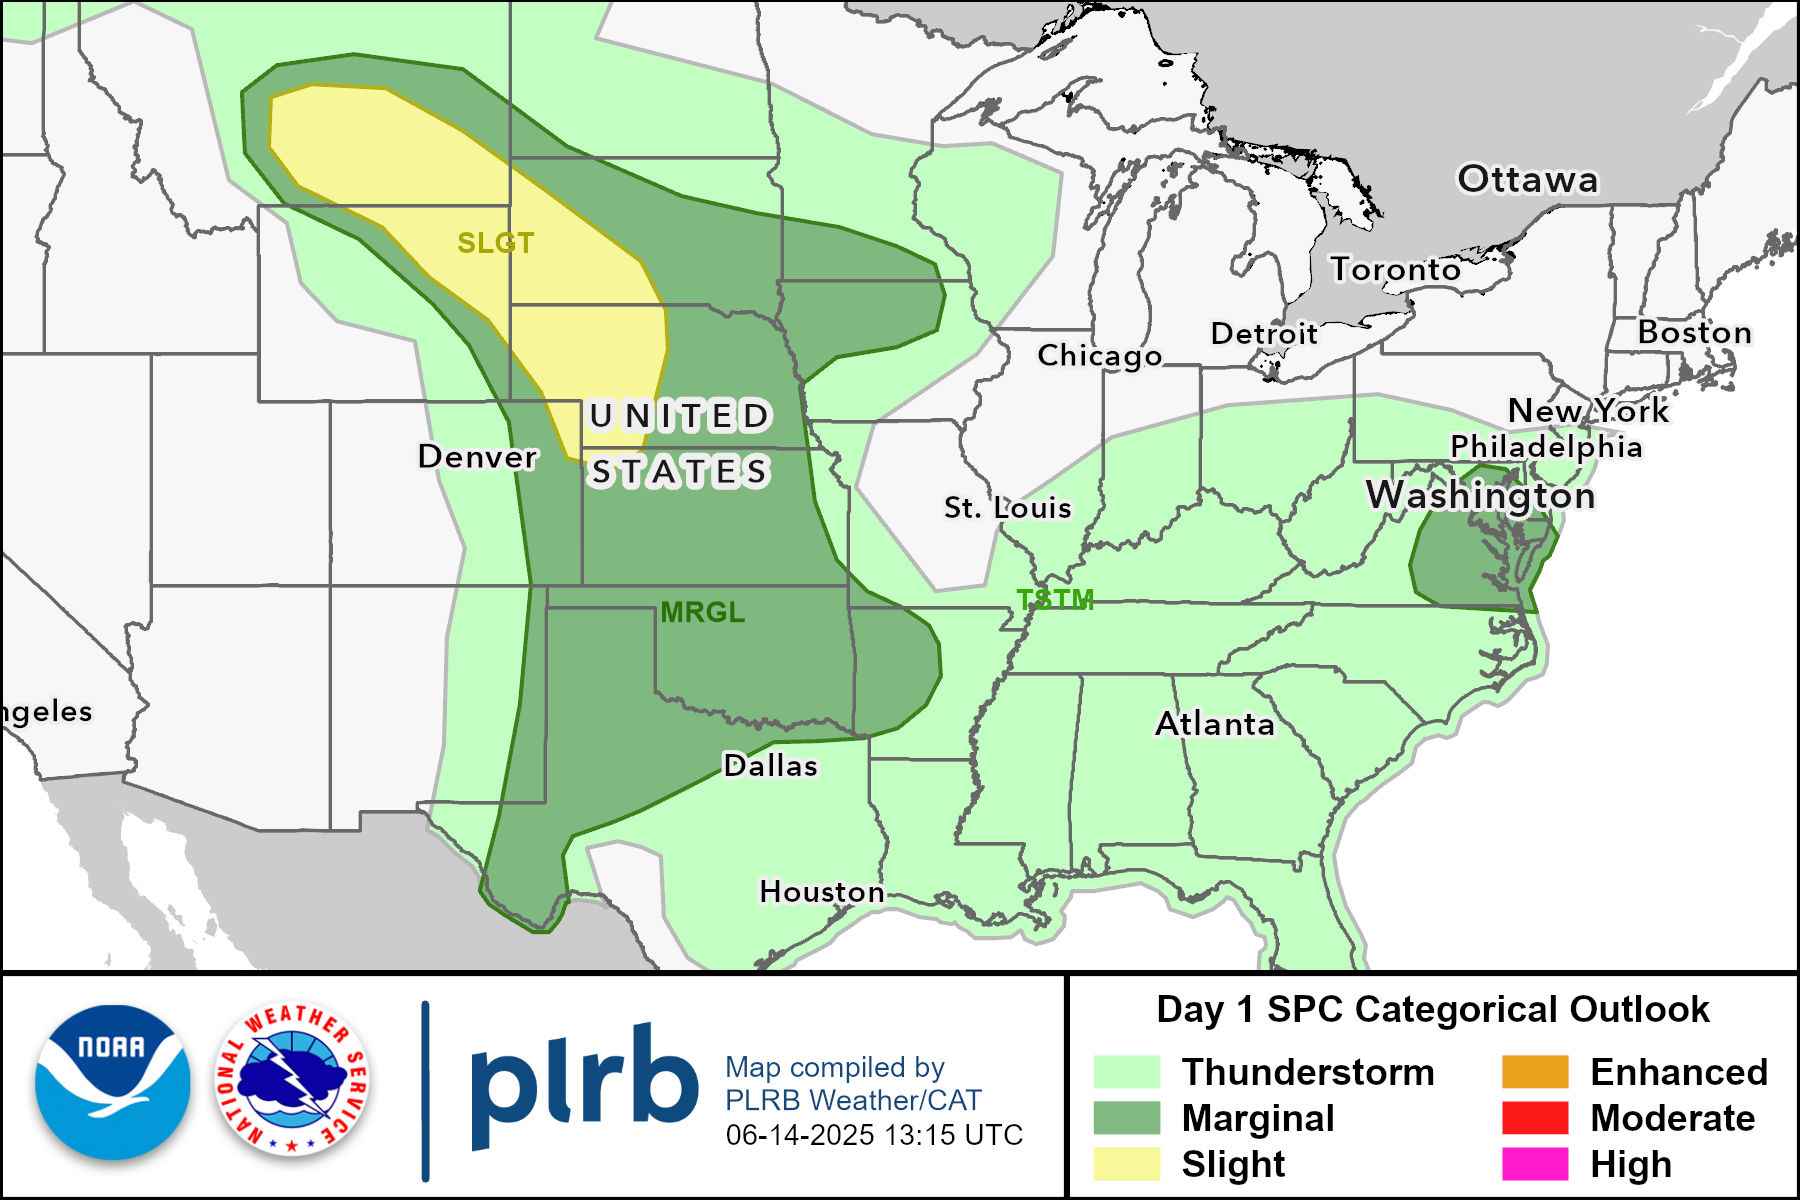 Ottawa
SLGT
Toronto
Detroit
Boston
Chicago
New York
UNITED
Philadelphia
Denver
STATES
Washington
St. Louis
TSTM
MRGL
ngeles
Atlanta
Dallas
Houston
NOAA
NATIONAL WEATHER SERVICE
plrb
Map compiled by
PLRB Weather/CAT
06-14-2025 13:15 UTC
Day 1 SPC Categorical Outlook
Thunderstorm
Enhanced
Marginal
Moderate
Slight
High